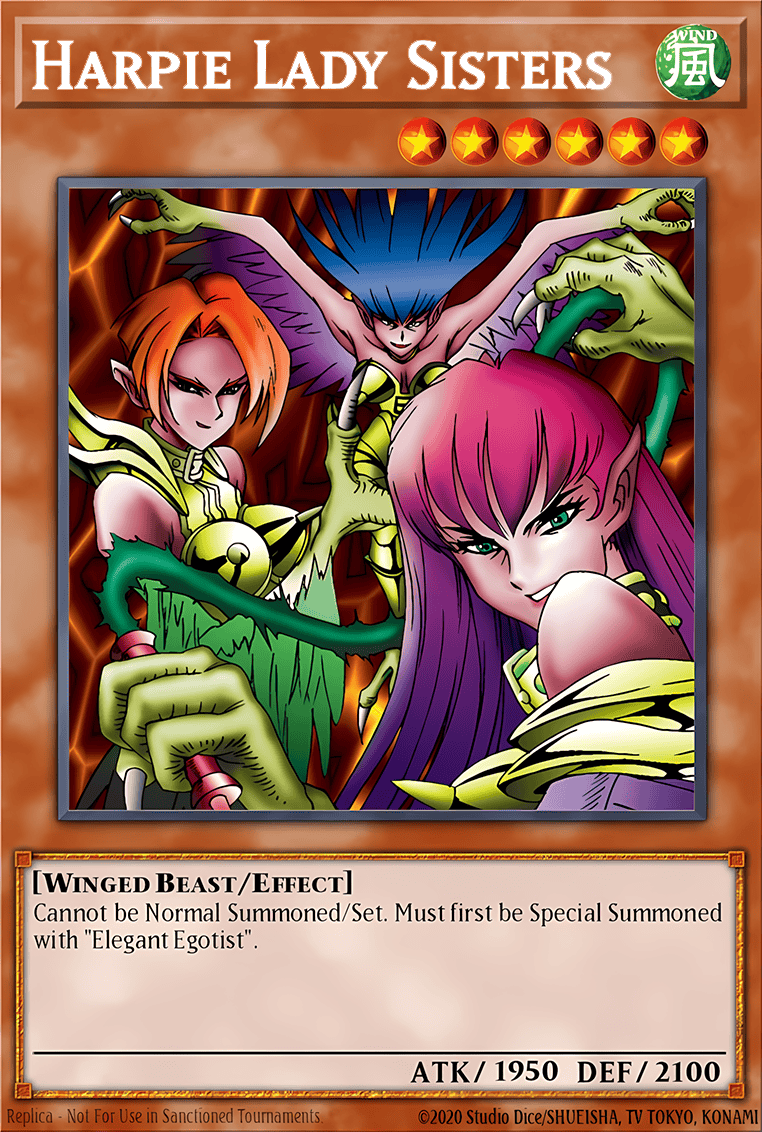 Harpie Lady Sisters
WIND
風
[Winged Beast/Effect]
Cannot be Normal Summoned/Set. Must first be Special Summoned
with "Elegant Egotist".
ATK/ 1950 DEF/ 2100
Replica - Not For Use in Sanctioned Tournaments.
©2020 Studio Dice/SHUEISHA, TV TOKYO, KONAMI